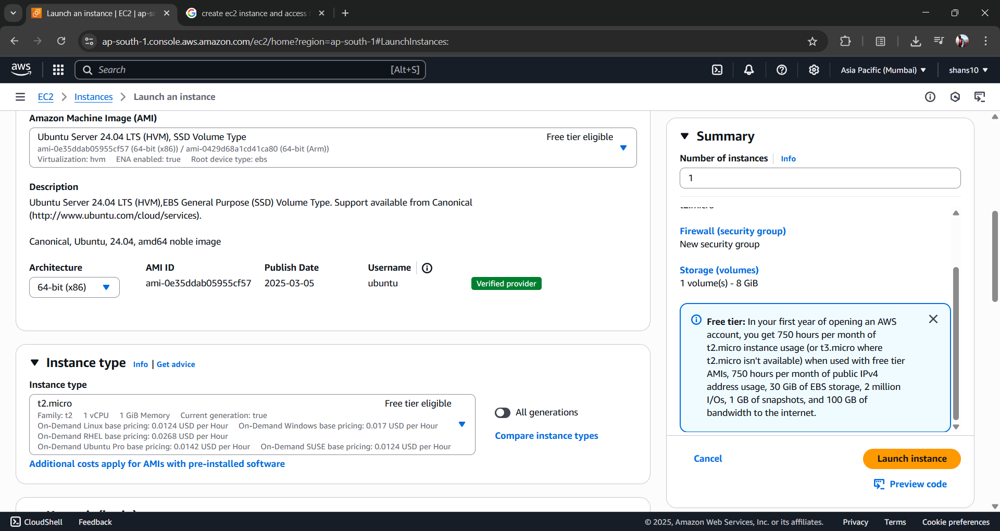 Launch an instance | EC2 | ap-sc
create ec2 instance and access
ap-south-1.console.aws.amazon.com/ec2/home?region=ap-south-1#LaunchInstances:
aws
Search
[Alt+S]
Asia Pacific (Mumbai)
shans10
EC2
Instances
Launch an instance
Amazon Machine Image (AMI)
Ubuntu Server 24.04 LTS (HVM), SSD Volume Type
Free tier eligible
ami-0e35ddab05955cf57 (64-bit (x86)) / ami-0429d68a1cd41ca80 (64-bit (Arm))
Virtualization: hvm ENA enabled: true Root device type: ebs
Description
Ubuntu Server 24.04 LTS (HVM),EBS General Purpose (SSD) Volume Type. Support available from Canonical
(http://www.ubuntu.com/cloud/services).
Canonical, Ubuntu, 24.04, amd64 noble image
Architecture
AMI ID
Publish Date
Username
64-bit (x86)
ami-0e35ddab05955cf57
2025-03-05
ubuntu
Verified provider
Instance type
Info | Get advice
Instance type
t2.micro
Free tier eligible
Family: t2 1 vCPU 1 GiB Memory Current generation: true
On-Demand Linux base pricing: 0.0124 USD per Hour On-Demand Windows base pricing: 0.017 USD per Hour
On-Demand RHEL base pricing: 0.0268 USD per Hour
On-Demand Ubuntu Pro base pricing: 0.0142 USD per Hour On-Demand SUSE base pricing: 0.0124 USD per Hour
All generations
Compare instance types
Additional costs apply for AMIs with pre-installed software
Summary
Number of instances
Info
1
Firewall (security group)
New security group
Storage (volumes)
1 volume(s) - 8 GiB
Free tier: In your first year of opening an AWS
account, you get 750 hours per month of
t2.micro instance usage (or t3.micro where
t2.micro isn't available) when used with free tier
AMIs, 750 hours per month of public IPv4
address usage, 30 GiB of EBS storage, 2 million
I/Os, 1 GB of snapshots, and 100 GB of
bandwidth to the internet.
Cancel
Launch instance
Preview code
CloudShell
Feedback
© 2025, Amazon Web Services, Inc. or its affiliates.
Privacy
Terms
Cookie preferences